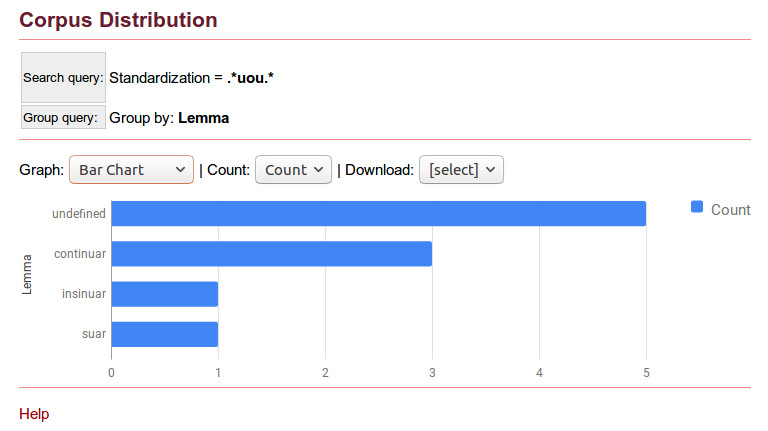 Corpus Distribution
Search query: Standardization = .*uou.*
Group query: Group by: Lemma
Graph: Bar Chart | Count: Count | Download: [select]
Count
undefined
continuar
insinuar
suar
Lemma
0 1 2 3 4 5
Help